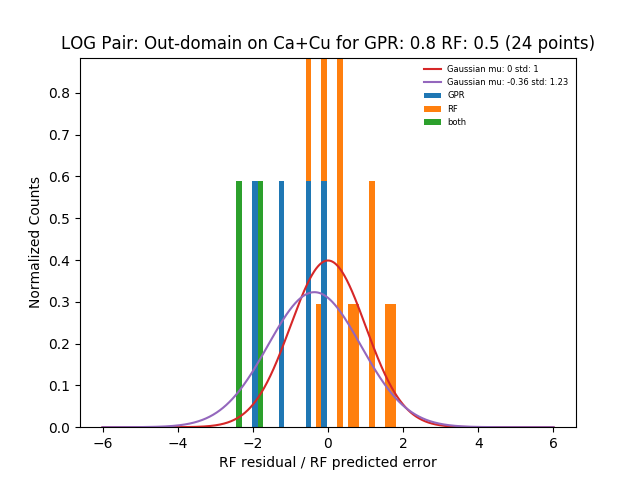 LOG Pair: Out-domain on Ca+Cu for GPR: 0.8 RF: 0.5 (24 points)
Gaussian mu: 0 std: 1
Gaussian mu: -0.36 std: 1.23
GPR
RF
both
Normalized Counts
0.8
0.7
0.6
0.5
0.4
0.3
0.2
0.1
0.0
−6 −4 −2 0 2 4 6
RF residual / RF predicted error